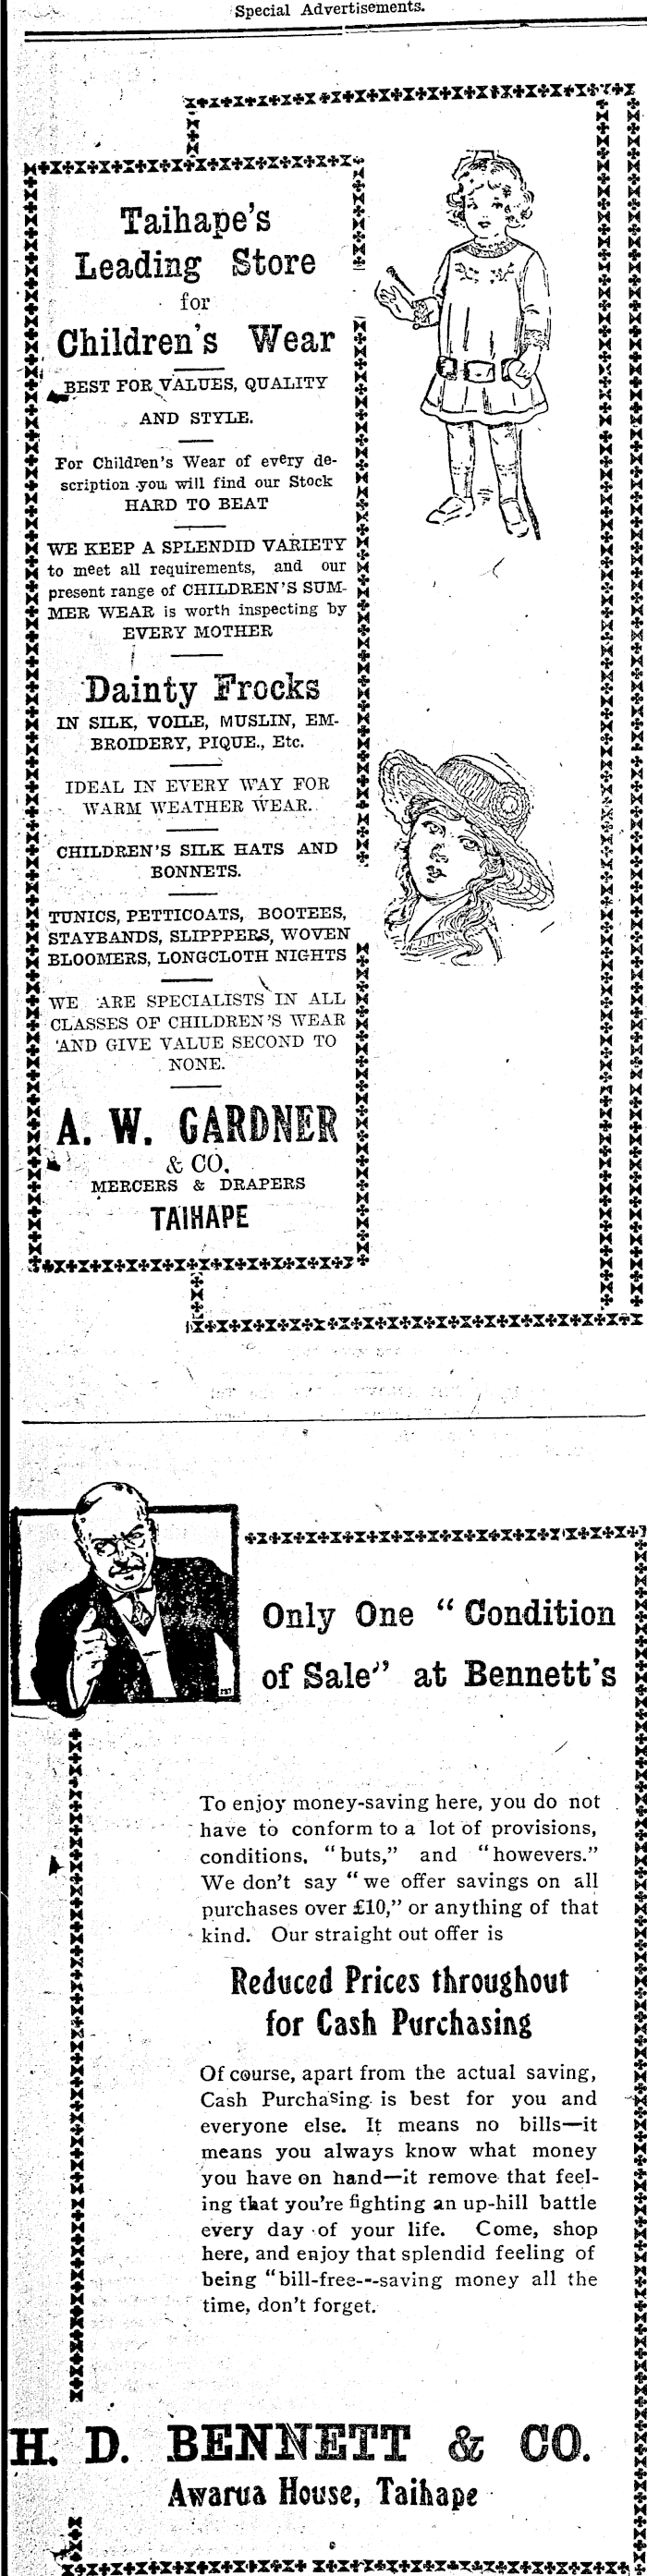 Special Advertisements.
Taihape's
Leading Store
for
Children's Wear
BEST FOR VALUES, QUALITY
AND STYLE.
For Children's Wear of every de-
scription you will find our Stock
HARD TO BEAT
WE KEEP A SPLENDID VARIETY
to meet all requirements, and our
present range of CHILDREN'S SUM-
MER WEAR is worth inspecting by
EVERY MOTHER
Dainty Frocks
IN SILK, VOILE, MUSLIN, EM-
BROIDERY, PIQUE., Etc.
IDEAL IN EVERY WAY FOR
WARM WEATHER WEAR.
CHILDREN'S SILK HATS AND
BONNETS.
TUNICS, PETTICOATS, BOOTEES,
STAYBANDS, SLIPPPERS, WOVEN
BLOOMERS, LONGCLOTH NIGHTS
WE ARE SPECIALISTS IN ALL
CLASSES OF CHILDREN'S WEAR
AND GIVE VALUE SECOND TO
NONE.
A. W. GARDNER
& CO.
MERCERS & DRAPERS
TAIHAPE
Only One "Condition
of Sale" at Bennett's
To enjoy money-saving here, you do not
have to conform to a lot of provisions,
conditions, "buts," and "howevers."
We don't say "we offer savings on all
purchases over £10," or anything of that
kind. Our straight out offer is
Reduced Prices throughout
for Cash Purchasing
Of course, apart from the actual saving,
Cash Purchasing is best for you and
everyone else. It means no bills—it
means you always know what money
you have on hand—it remove that feel-
ing that you're fighting an up-hill battle
every day of your life. Come, shop
here, and enjoy that splendid feeling of
being "bill-free---saving money all the
time, don't forget.
H. D. BENNETT & CO.
Awarua House, Taihape